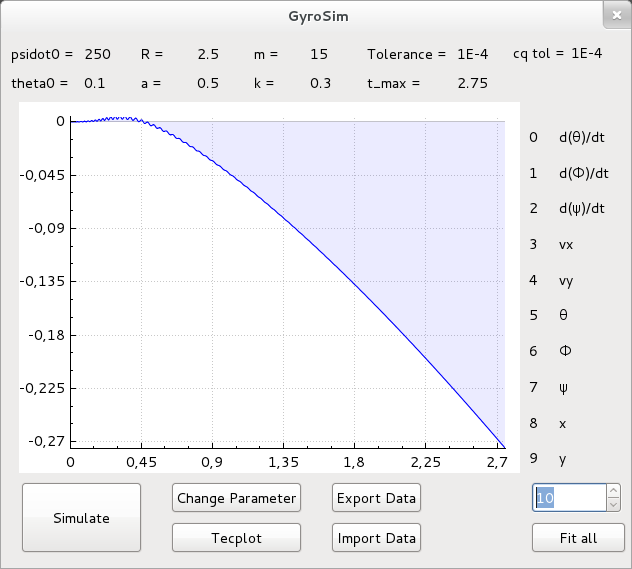 GyroSim
psidot0 = 250 R = 2.5 m = 15 Tolerance = 1E-4 cq tol = 1E-4
theta0 = 0.1 a = 0.5 k = 0.3 t_max = 2.75
0
-0,045
-0,09
-0,135
-0,18
-0,225
-0,27
0 0,45 0,9 1,35 1,8 2,25 2,7
0 d(θ)/dt
1 d(Φ)/dt
2 d(ψ)/dt
3 vx
4 vy
5 θ
6 Φ
7 ψ
8 x
9 y
Simulate
Change Parameter
Export Data
10
Tecplot
Import Data
Fit all